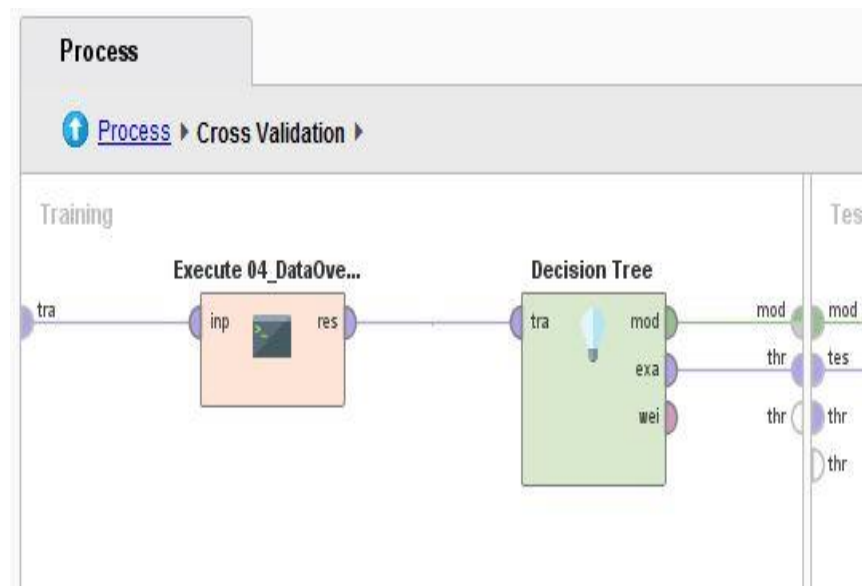 Process
Process Cross Validation
Training
Tes
Execute 04_DataOve...
Decision Tree
tra
inp
res
tra
mod
mod
mod
exa
thr
tes
wei
thr
thr
thr